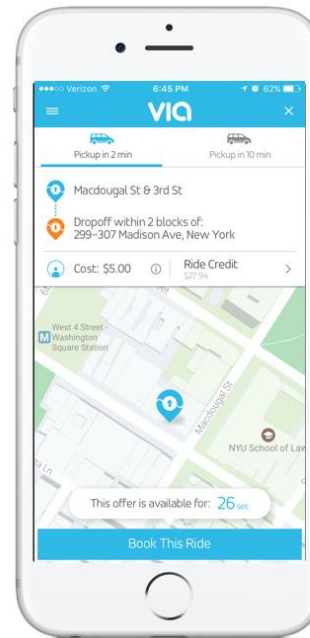 Verizon 6:45 PM 62%
VIA
Pickup in 2 min
Pickup in 10 min
Macdougal St & 3rd St
Dropoff within 2 blocks of:
299-307 Madison Ave, New York
Cost: $5.00
Ride Credit
$27.94
West 4 Street -
Washington
Square Station
M
Macdougal St
NYU School of Law
ta Ln
This offer is available for: 26 sec
Book This Ride